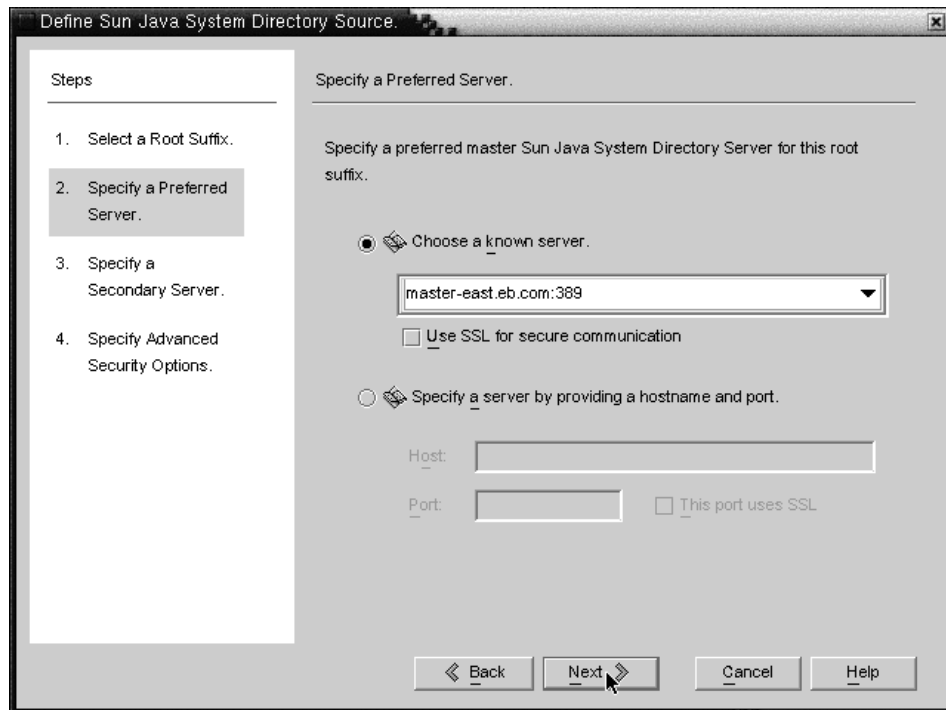 Define Sun Java System Directory Source.
Steps
1. Select a Root Suffix.
2. Specify a Preferred
Server.
3. Specify a
Secondary Server.
4. Specify Advanced
Security Options.
Specify a Preferred Server.
Specify a preferred master Sun Java System Directory Server for this root
suffix.
Choose a known server.
master-east.eb.com:389
Use SSL for secure communication
Specify a server by providing a hostname and port.
Host:
Port:
This port uses SSL
Back
Next
Cancel
Help